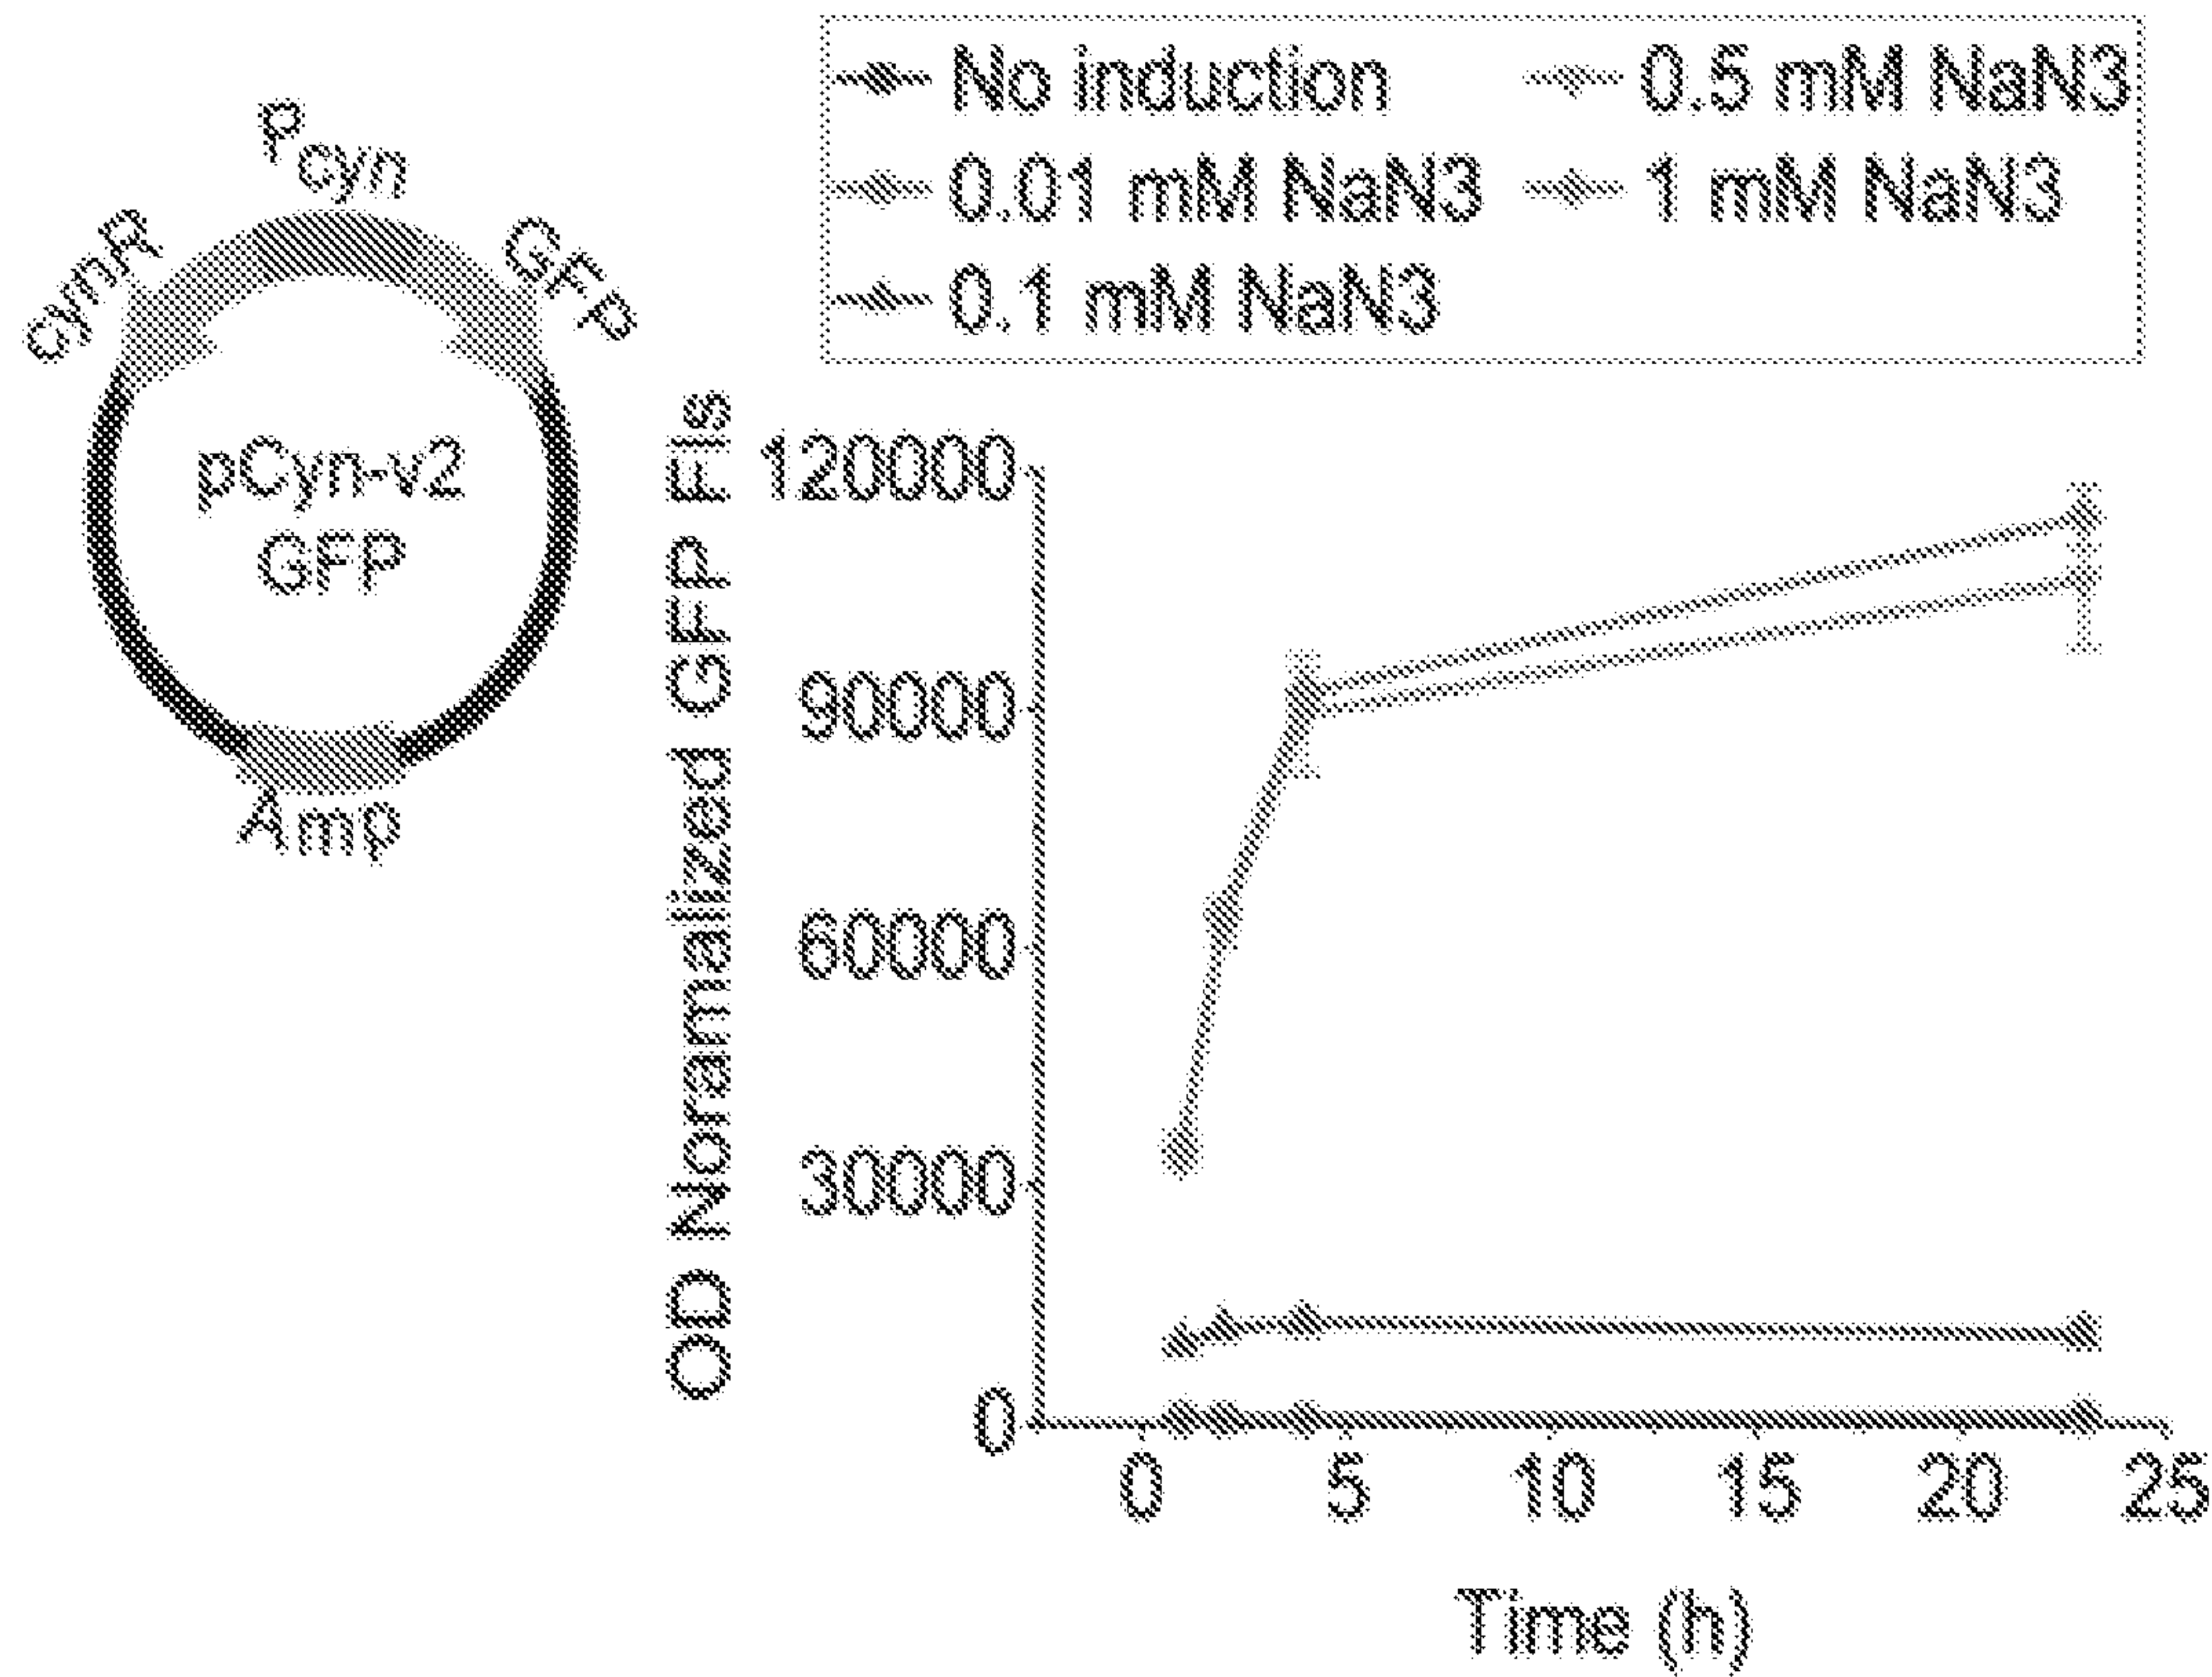 No induction
0.01 mM NaN3
0.1 mM NaN3
0.5 mM NaN3
1 mM NaN3
Pcyn
cynR
GFP
pCyn-v2
GFP
Amp
OD Noramalized GFP FIs
120000
90000
60000
30000
0
0 5 10 15 20 25
Time (h)